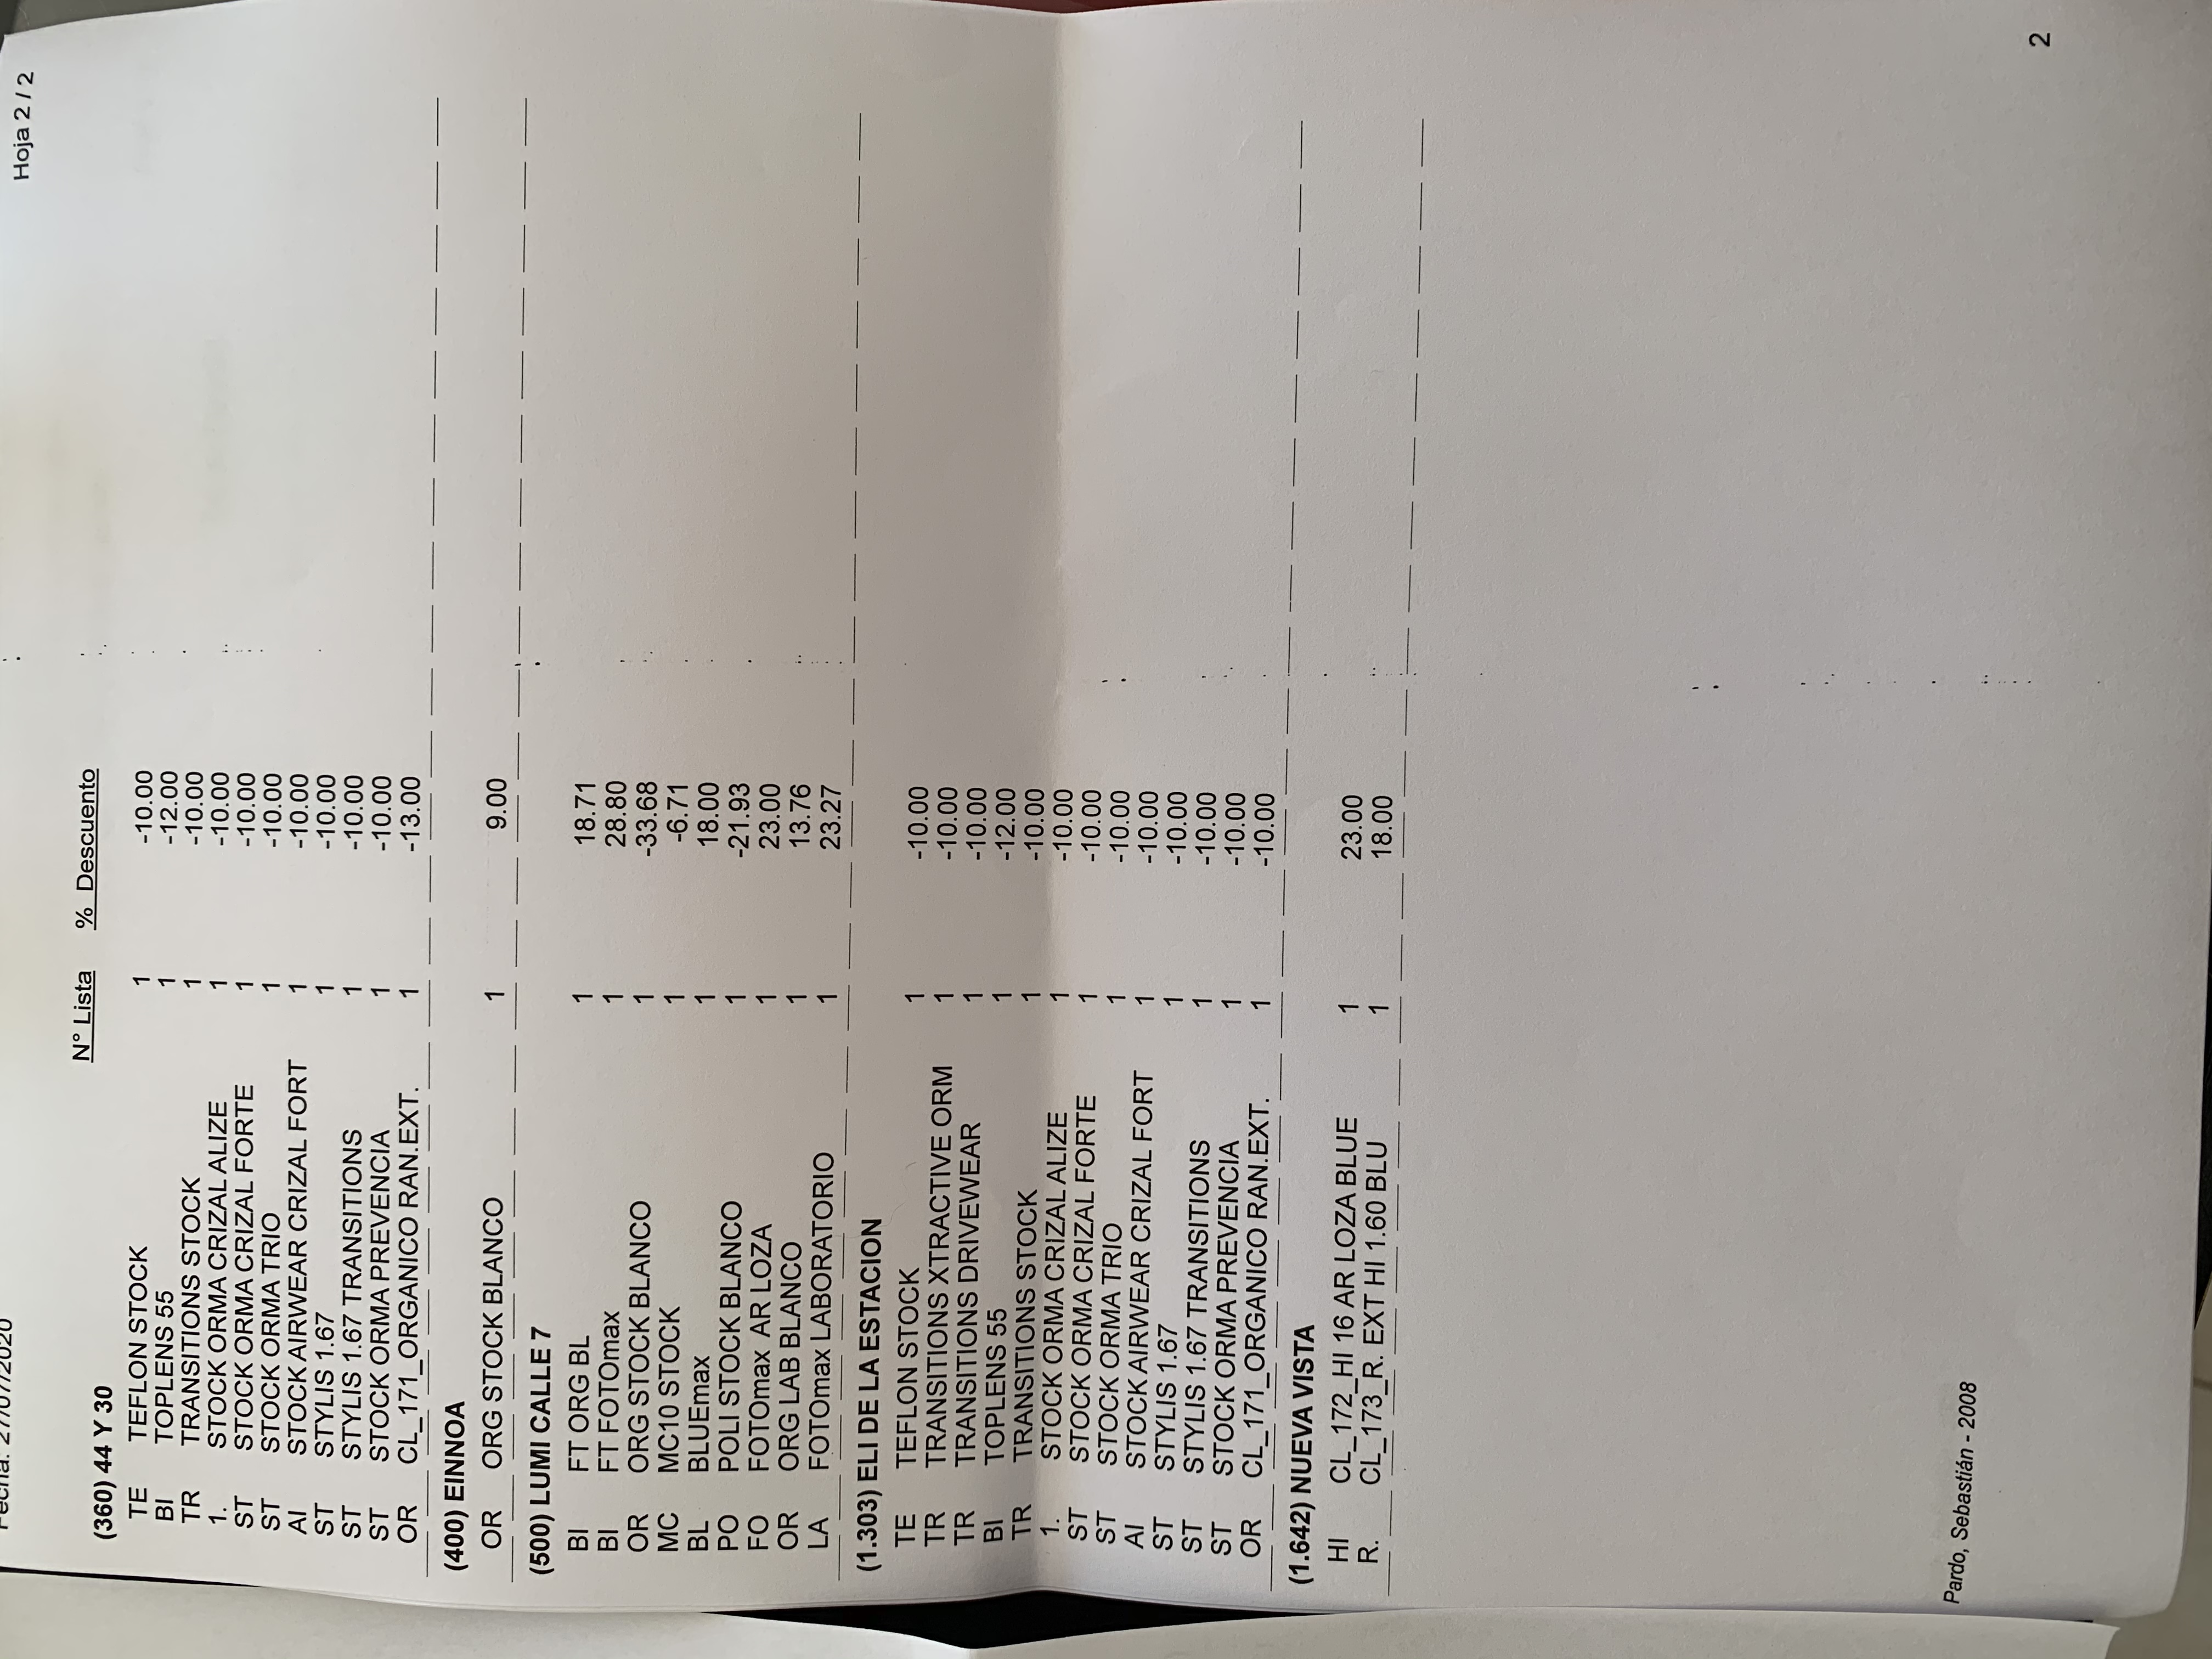 Fecha: 27/07/2020
Hoja 2 / 2
N° Lista % Descuento
(360) 44 Y 30
TE TEFLON STOCK 1 -10.00
BI TOPLENS 55 1 -12.00
TR TRANSITIONS STOCK 1 -10.00
1. STOCK ORMA CRIZAL ALIZE 1 -10.00
ST STOCK ORMA CRIZAL FORTE 1 -10.00
ST STOCK ORMA TRIO 1 -10.00
AI STOCK AIRWEAR CRIZAL FORT 1 -10.00
ST STYLIS 1.67 1 -10.00
ST STYLIS 1.67 TRANSITIONS 1 -10.00
ST STOCK ORMA PREVENCIA 1 -10.00
OR CL_171_ORGANICO RAN.EXT. 1 -13.00
(400) EINNOA
OR ORG STOCK BLANCO 1 9.00
(500) LUMI CALLE 7
BI FT ORG BL 1 18.71
BI FT FOTOmax 1 28.80
OR ORG STOCK BLANCO 1 -33.68
MC MC10 STOCK 1 -6.71
BL BLUEmax 1 18.00
PO POLI STOCK BLANCO 1 -21.93
FO FOTOmax AR LOZA 1 23.00
OR ORG LAB BLANCO 1 13.76
LA FOTOmax LABORATORIO 1 23.27
(1.303) ELI DE LA ESTACION
TE TEFLON STOCK 1 -10.00
TR TRANSITIONS XTRACTIVE ORM 1 -10.00
TR TRANSITIONS DRIVEWEAR 1 -10.00
BI TOPLENS 55 1 -12.00
TR TRANSITIONS STOCK 1 -10.00
1. STOCK ORMA CRIZAL ALIZE 1 -10.00
ST STOCK ORMA CRIZAL FORTE 1 -10.00
ST STOCK ORMA TRIO 1 -10.00
AI STOCK AIRWEAR CRIZAL FORT 1 -10.00
ST STYLIS 1.67 1 -10.00
ST STYLIS 1.67 TRANSITIONS 1 -10.00
ST STOCK ORMA PREVENCIA 1 -10.00
OR CL_171_ORGANICO RAN.EXT. 1 -10.00
(1.642) NUEVA VISTA
HI CL_172_HI 16 AR LOZA BLUE 1 23.00
R. CL_173_R. EXT HI 1.60 BLU 1 18.00
Pardo, Sebastián - 2008
2